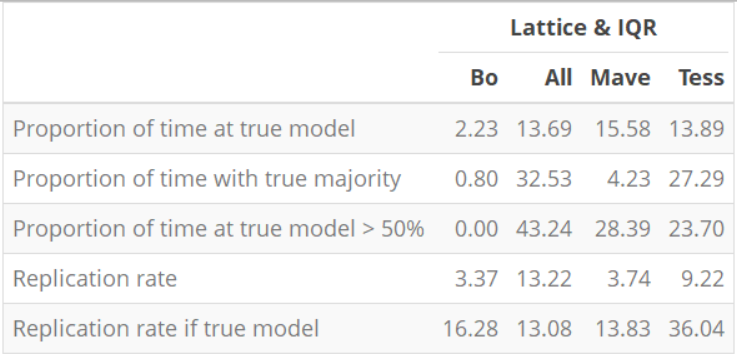 Lattice & IQR
Bo All Mave Tess
Proportion of time at true model 2.23 13.69 15.58 13.89
Proportion of time with true majority 0.80 32.53 4.23 27.29
Proportion of time at true model > 50% 0.00 43.24 28.39 23.70
Replication rate 3.37 13.22 3.74 9.22
Replication rate if true model 16.28 13.08 13.83 36.04